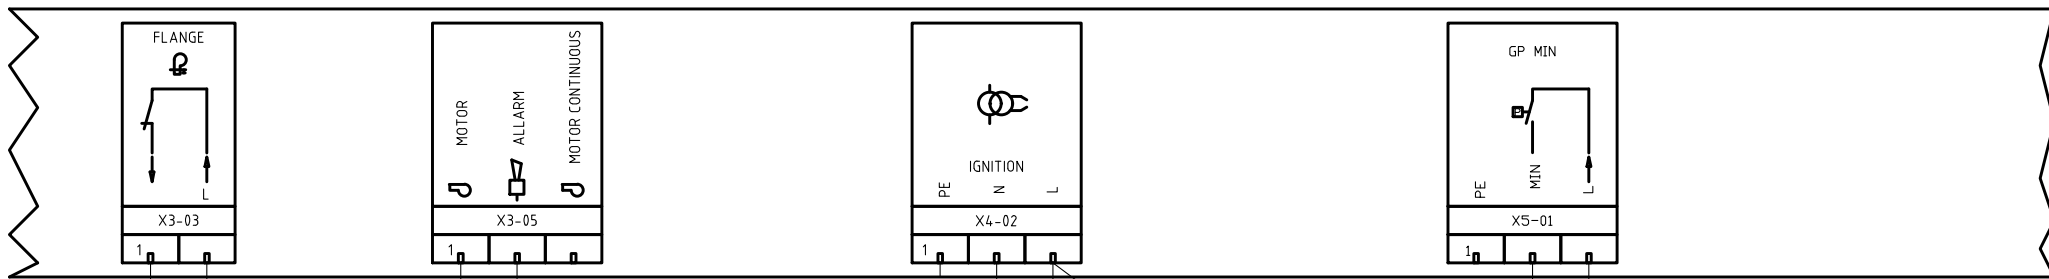 FLANGE
L
X3-03
1
MOTOR
ALLARM
MOTOR CONTINUOUS
X3-05
1
IGNITION
PE
N
L
X4-02
1
GP MIN
P
PE
MIN
L
X5-01
1